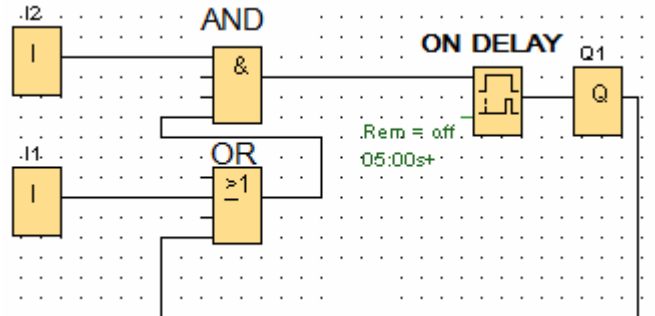 I2
AND
I
&
ON DELAY
Q1
Q
Rem = off
05:00s+
I1
OR
I
>1